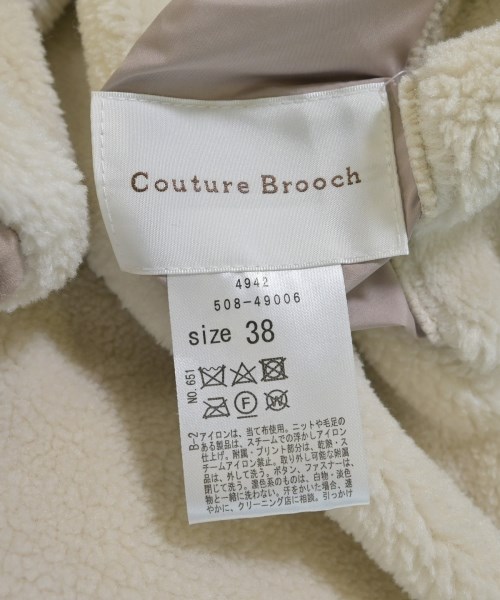 Couture Brooch
4942
508-49006
size 38
NO.651
F
W
B-2
アイロンは、当て布使用。ニットや毛足の
ある製品は、スチームでの浮かしアイロン
仕上げ。附属・プリント部分は、乾熱・ス
チームアイロン禁止。取り外し可能な附属
品は、外して洗う。ボタン、ファスナーは、
閉じて洗う。濃色系のものは、白物・淡色
物と一緒に洗わない。汗をかいた場合、速
やかに、クリーニング店に相談。引っかけ